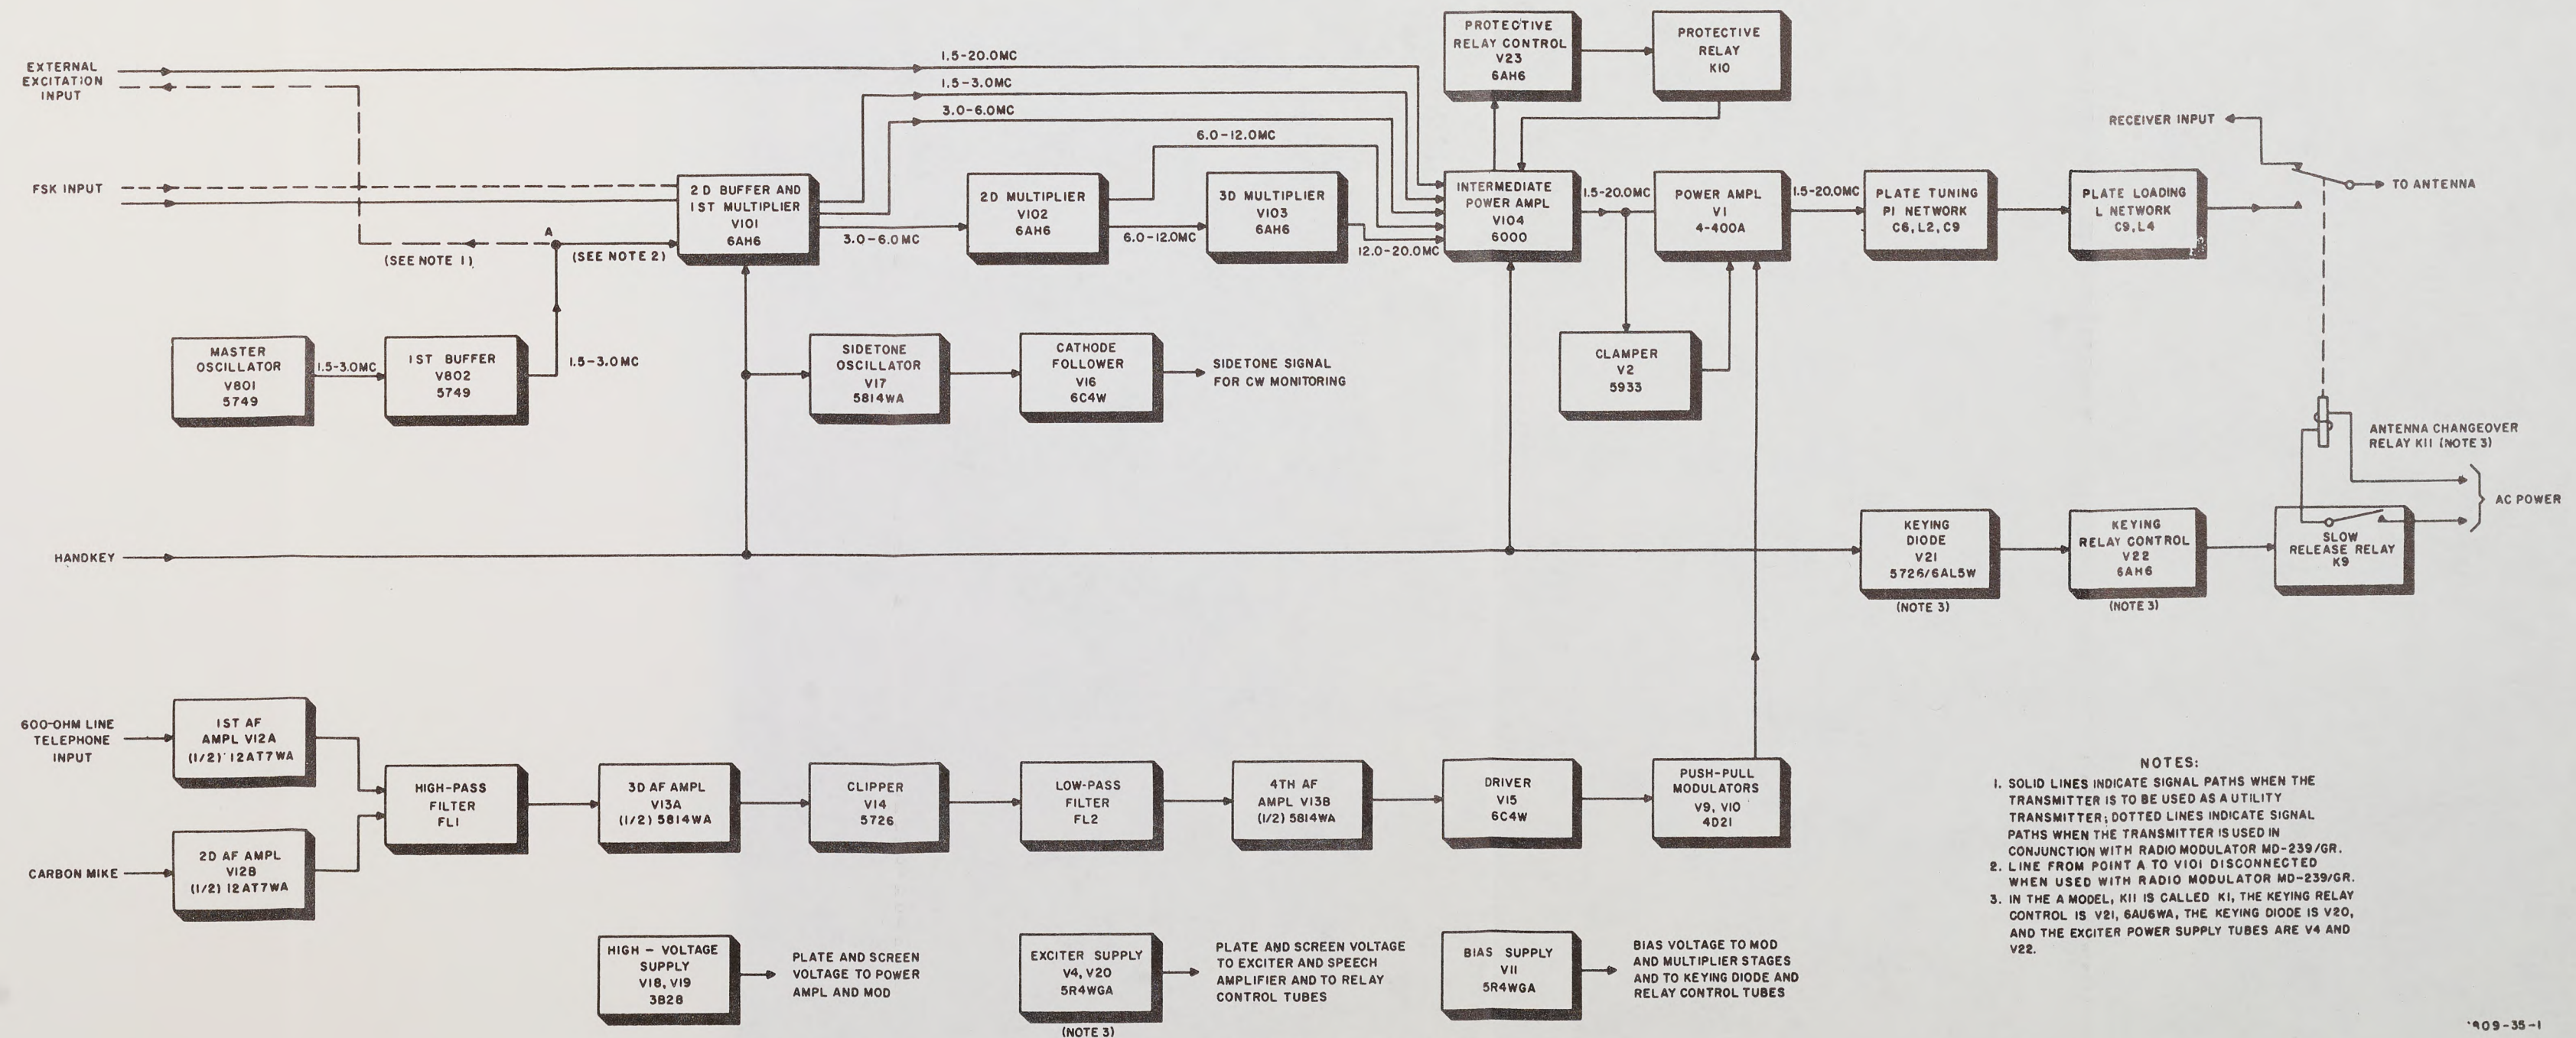 EXTERNAL
EXCITATION
INPUT
1.5-20.0MC
1.5-3.0MC
3.0-6.0MC
6.0-12.0MC
PROTECTIVE
RELAY CONTROL
V23
6AH6
PROTECTIVE
RELAY
K10
RECEIVER INPUT
TO ANTENNA
FSK INPUT
2D BUFFER AND
1ST MULTIPLIER
V101
6AH6
3.0-6.0MC
2D MULTIPLIER
V102
6AH6
6.0-12.0MC
3D MULTIPLIER
V103
6AH6
12.0-20.0MC
INTERMEDIATE
POWER AMPL
V104
6000
1.5-20.0MC
POWER AMPL
V1
4-400A
1.5-20.0MC
PLATE TUNING
PI NETWORK
C6, L2, C9
PLATE LOADING
L NETWORK
C9, L4
A
(SEE NOTE 1)
(SEE NOTE 2)
MASTER
OSCILLATOR
V801
5749
1.5-3.0MC
1ST BUFFER
V802
5749
1.5-3.0MC
SIDETONE
OSCILLATOR
V17
5814WA
CATHODE
FOLLOWER
V16
6C4W
SIDETONE SIGNAL
FOR CW MONITORING
CLAMPER
V2
5933
ANTENNA CHANGEOVER
RELAY K11 (NOTE 3)
AC POWER
HANDKEY
KEYING
DIODE
V21
5726/6AL5W
(NOTE 3)
KEYING
RELAY CONTROL
V22
6AH6
(NOTE 3)
SLOW
RELEASE RELAY
K9
600-OHM LINE
TELEPHONE
INPUT
1ST AF
AMPL V12A
(1/2) 12AT7WA
CARBON MIKE
2D AF AMPL
V12B
(1/2) 12AT7WA
HIGH-PASS
FILTER
FL1
3D AF AMPL
V13A
(1/2) 5814WA
CLIPPER
V14
5726
LOW-PASS
FILTER
FL2
4TH AF
AMPL V13B
(1/2) 5814WA
DRIVER
V15
6C4W
PUSH-PULL
MODULATORS
V9, V10
4D21
HIGH - VOLTAGE
SUPPLY
V18, V19
3B28
PLATE AND SCREEN
VOLTAGE TO POWER
AMPL AND MOD
EXCITER SUPPLY
V4, V20
5R4WGA
(NOTE 3)
PLATE AND SCREEN VOLTAGE
TO EXCITER AND SPEECH
AMPLIFIER AND TO RELAY
CONTROL TUBES
BIAS SUPPLY
V11
5R4WGA
BIAS VOLTAGE TO MOD
AND MULTIPLIER STAGES
AND TO KEYING DIODE AND
RELAY CONTROL TUBES
NOTES:
1. SOLID LINES INDICATE SIGNAL PATHS WHEN THE
TRANSMITTER IS TO BE USED AS A UTILITY
TRANSMITTER; DOTTED LINES INDICATE SIGNAL
PATHS WHEN THE TRANSMITTER IS USED IN
CONJUNCTION WITH RADIO MODULATOR MD-239/GR.
2. LINE FROM POINT A TO V101 DISCONNECTED
WHEN USED WITH RADIO MODULATOR MD-239/GR.
3. IN THE A MODEL, K11 IS CALLED K1, THE KEYING RELAY
CONTROL IS V21, 6AU6WA, THE KEYING DIODE IS V20,
AND THE EXCITER POWER SUPPLY TUBES ARE V4 AND
V22.
909-35-1